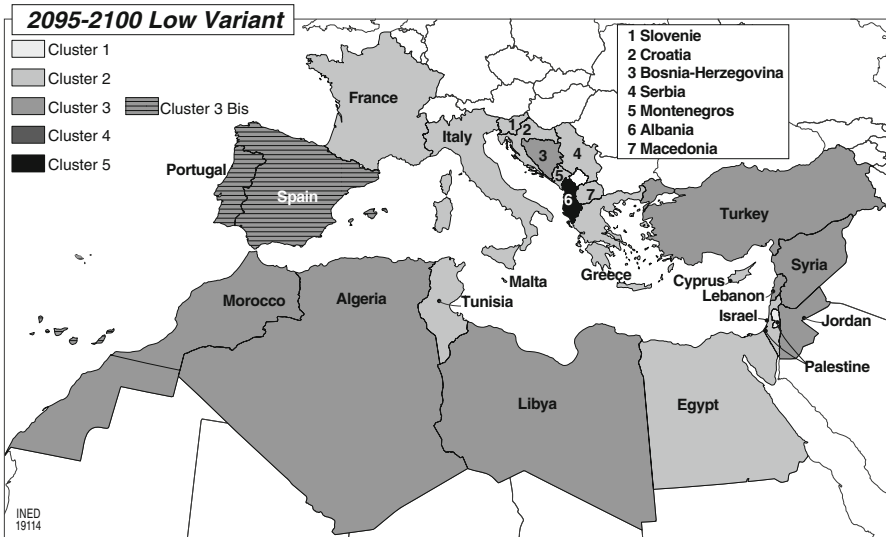 2095-2100 Low Variant
Cluster 1
Cluster 2
Cluster 3
Cluster 3 Bis
Cluster 4
Cluster 5
1 Slovenie
2 Croatia
3 Bosnia-Herzegovina
4 Serbia
5 Montenegros
6 Albania
7 Macedonia
France
Italy
1
2
3
4
5
6
7
Portugal
Spain
Turkey
Greece
Malta
Cyprus
Syria
Lebanon
Israel
Jordan
Palestine
Morocco
Algeria
Tunisia
Libya
Egypt
INED
19114